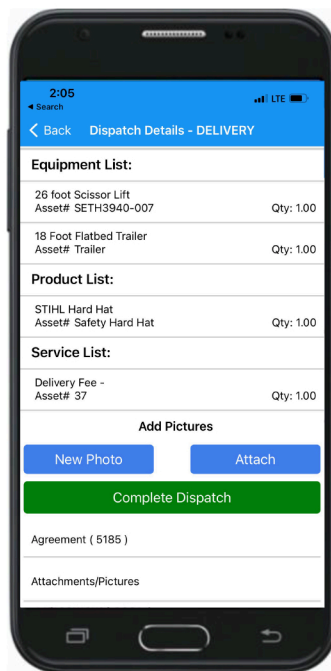 2:05
LTE
Search
Back Dispatch Details - DELIVERY
Equipment List:
26 foot Scissor Lift
Asset# SETH3940-007 Qty: 1.00
18 Foot Flatbed Trailer
Asset# Trailer Qty: 1.00
Product List:
STIHL Hard Hat
Asset# Safety Hard Hat Qty: 1.00
Service List:
Delivery Fee -
Asset# 37 Qty: 1.00
Add Pictures
New Photo Attach
Complete Dispatch
Agreement ( 5185 )
Attachments/Pictures